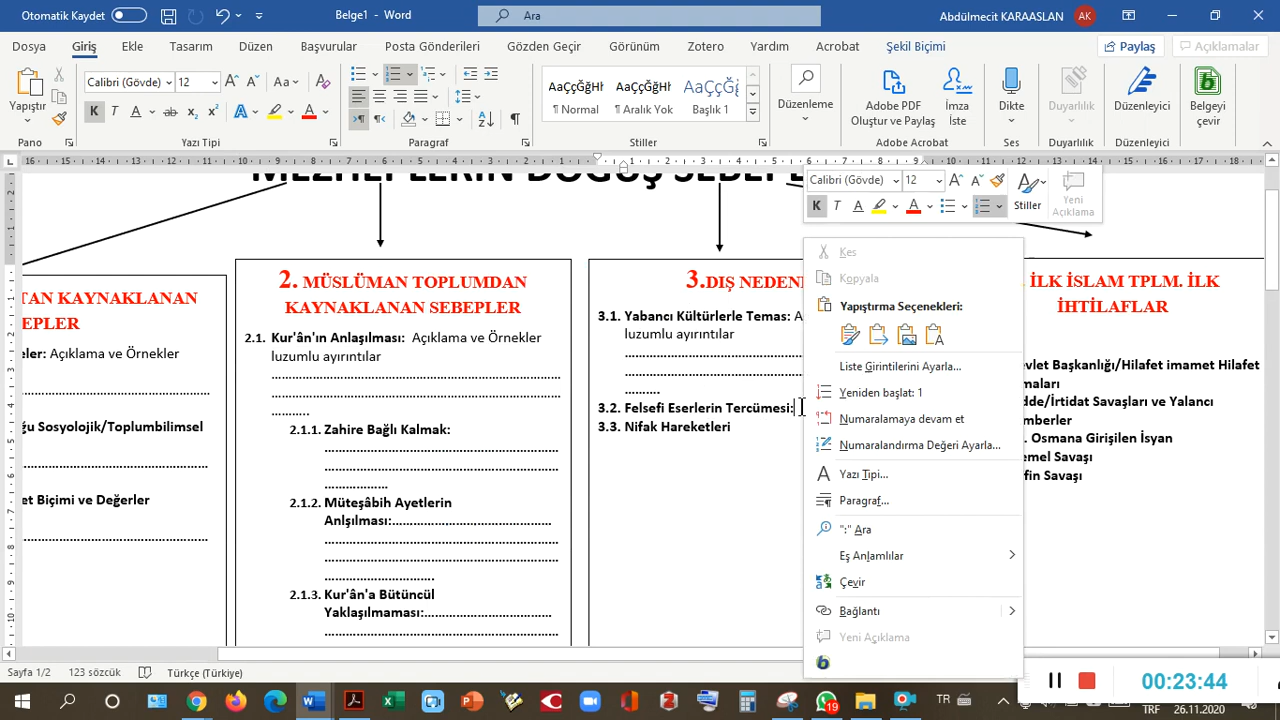 Otomatik Kaydet
Belge1 - Word
Ara
Abdülmecit KARAASLAN
AK
Dosya Giriş Ekle Tasarım Düzen Başvurular Posta Gönderileri Gözden Geçir Görünüm Zotero Yardım Acrobat Şekil Biçimi
Paylaş
Açıklamalar
Yapıştır
Calibri (Gövde) 12
AaÇçĞğHł AaÇçĞğHł AaÇçĞğ
¶ Normal ¶ Aralık Yok Başlık 1
Düzenleme
Adobe PDF Oluştur ve Paylaş
İmza İste
Dikte
Duyarlılık
Düzenleyici
Belgeyi çevir
Pano Yazı Tipi Paragraf Stiller Adobe Acrobat Ses Duyarlılık Düzenleyici
MEZHEPLERİN DOĞUŞ SEBEP
Calibri (Gövde) 12
Stiller
Yeni Açıklama
TAN KAYNAKLANAN
EPLER
eler: Açıklama ve Örnekler
ğu Sosyolojik/Toplumbilimsel
et Biçimi ve Değerler
2. MÜSLÜMAN TOPLUMDAN
KAYNAKLANAN SEBEPLER
2.1. Kur'ân'ın Anlaşılması: Açıklama ve Örnekler
luzumlu ayırıntılar
2.1.1. Zahire Bağlı Kalmak:
2.1.2. Müteşâbih Ayetlerin
Anlşılması:
2.1.3. Kur'ân'a Bütüncül
Yaklaşılmaması:
3.DIŞ NEDEN
3.1. Yabancı Kültürlerle Temas: A
luzumlu ayırıntılar
3.2. Felsefi Eserlerin Tercümesi:
3.3. Nifak Hareketleri
İLK İSLAM TPLM. İLK
İHTİLAFLAR
vlet Başkanlığı/Hilafet imamet Hilafet
maları
dde/İrtidat Savaşları ve Yalancı
mberler
. Osmana Girişilen İsyan
emel Savaşı
fin Savaşı
Kes
Kopyala
Yapıştırma Seçenekleri:
Liste Girintilerini Ayarla...
Yeniden başlat: 1
Numaralamaya devam et
Numaralandırma Değeri Ayarla...
Yazı Tipi...
Paragraf...
":" Ara
Eş Anlamlılar
Çevir
Bağlantı
Yeni Açıklama
Sayfa 1/2 123 sözcük Türkçe (Türkiye)
00:23:44
19
TR
TRF 26.11.2020